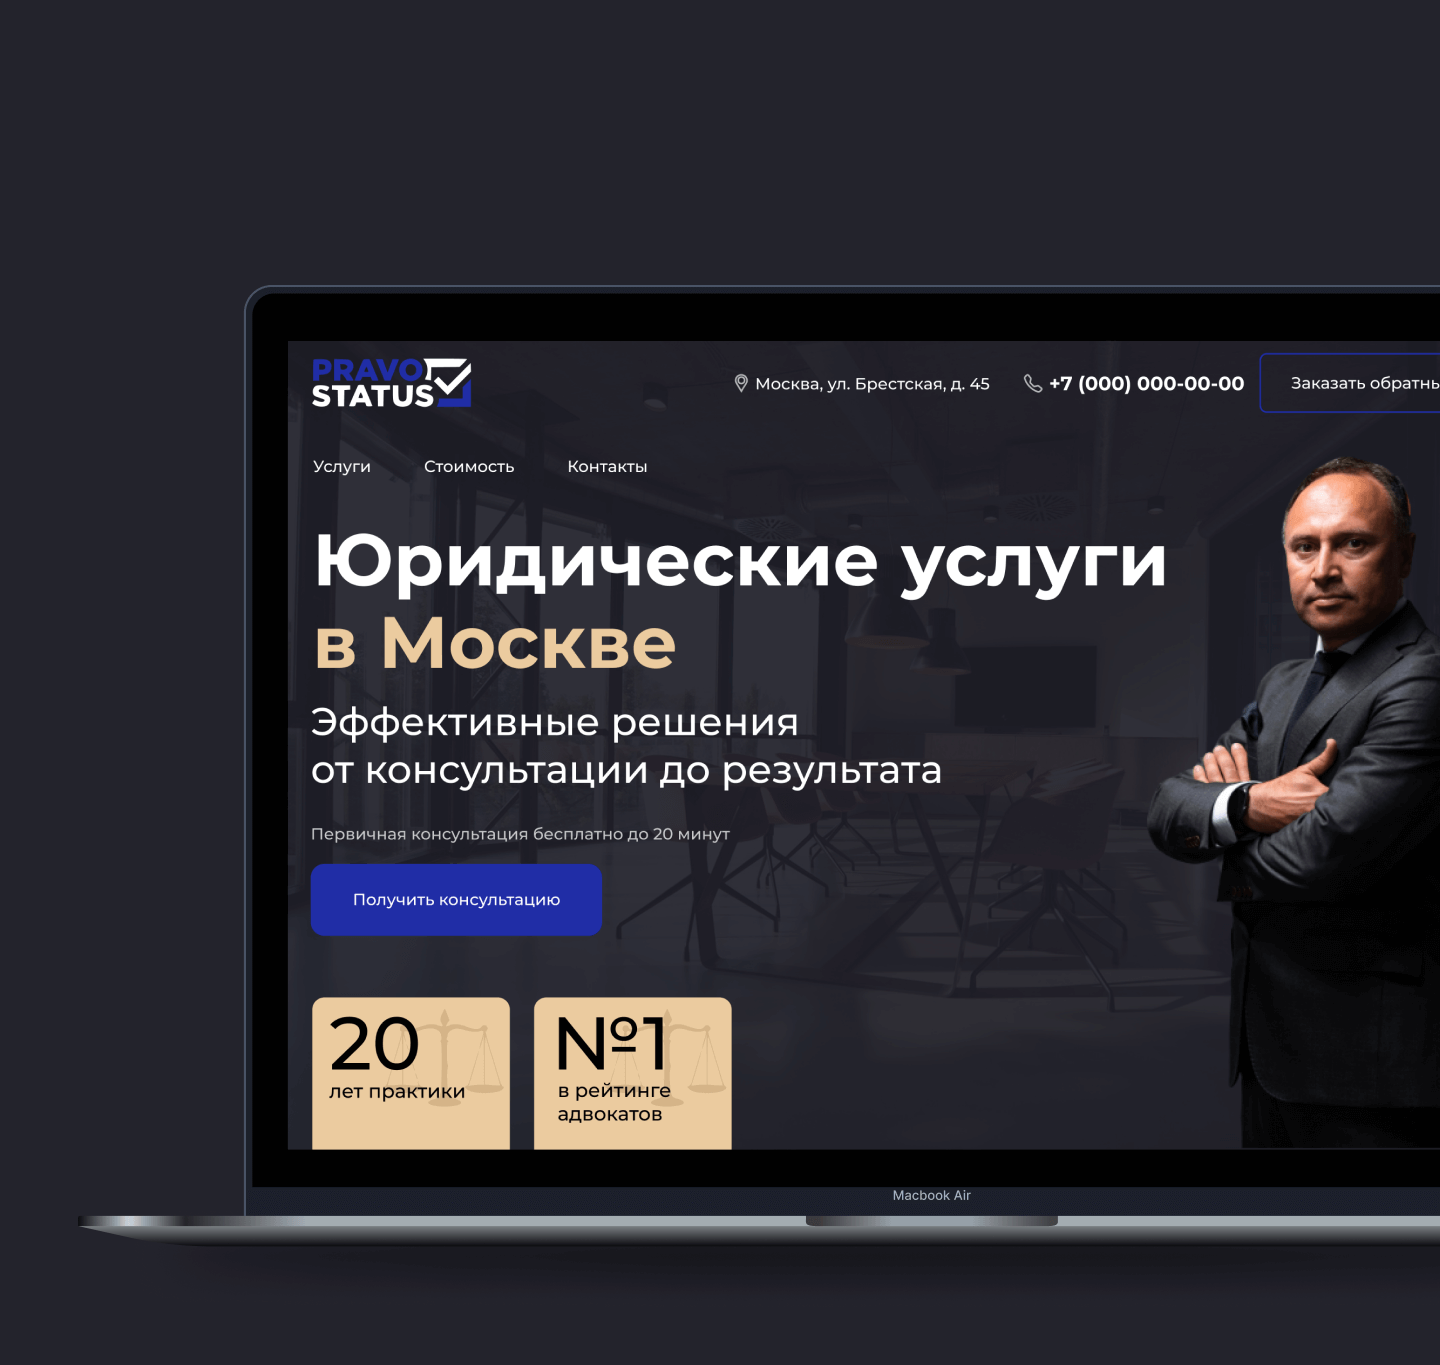 PRAVO
STATUS
Москва, ул. Брестская, д. 45
+7 (000) 000-00-00
Заказать обратны
Услуги
Стоимость
Контакты
Юридические услуги
в Москве
Эффективные решения
от консультации до результата
Первичная консультация бесплатно до 20 минут
Получить консультацию
20
лет практики
№1
в рейтинге
адвокатов
Macbook Air